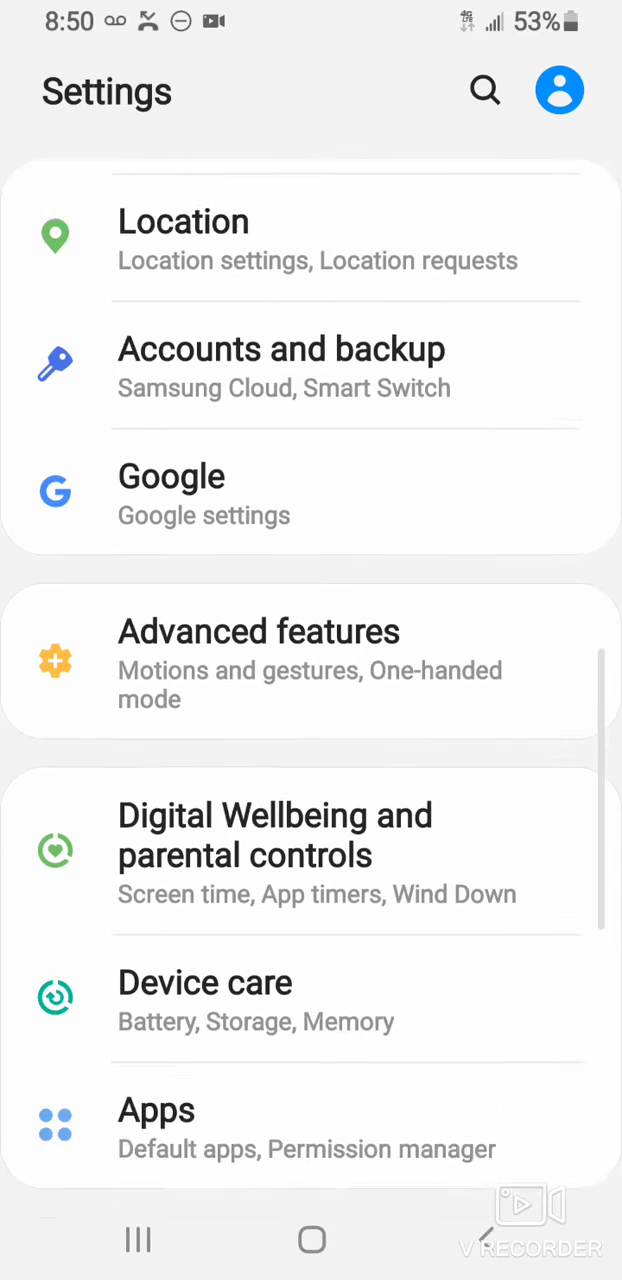 8:50 4G LTE 53%
Settings
Location
Location settings, Location requests
Accounts and backup
Samsung Cloud, Smart Switch
G Google
Google settings
Advanced features
Motions and gestures, One-handed
mode
Digital Wellbeing and
parental controls
Screen time, App timers, Wind Down
Device care
Battery, Storage, Memory
Apps
Default apps, Permission manager
V RECORDER